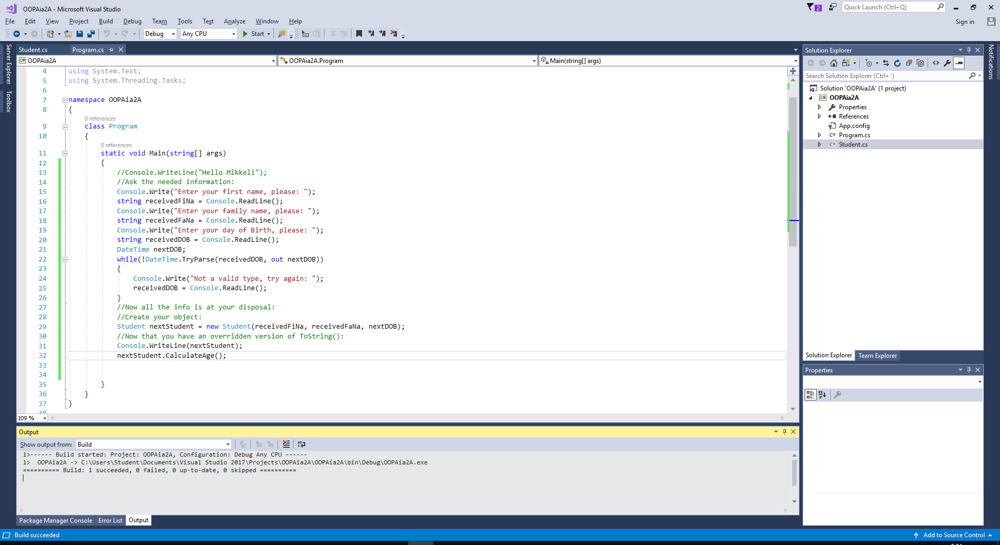 OOPAia2A - Microsoft Visual Studio
2
Quick Launch (Ctrl+Q)
File Edit View Project Build Debug Team Tools Test Analyze Window Help
Sign in
Debug Any CPU Start
Server Explorer
Toolbox
Student.cs Program.cs
OOPAia2A OOPAia2A.Program Main(string[] args)
4 using System.Text;
5 using System.Threading.Tasks;
6
7 namespace OOPAia2A
8 {
0 references
9 class Program
10 {
0 references
11 static void Main(string[] args)
12 {
13 //Console.WriteLine("Hello Mikkeli");
14 //Ask the needed information:
15 Console.Write("Enter your first name, please: ");
16 string receivedFiNa = Console.ReadLine();
17 Console.Write("Enter your family name, please: ");
18 string receivedFaNa = Console.ReadLine();
19 Console.Write("Enter your day of Birth, please: ");
20 string receivedDOB = Console.ReadLine();
21 DateTime nextDOB;
22 while(!DateTime.TryParse(receivedDOB, out nextDOB))
23 {
24 Console.Write("Not a valid type, try again: ");
25 receivedDOB = Console.ReadLine();
26 }
27 //Now all the info is at your disposal:
28 //Create your object:
29 Student nextStudent = new Student(receivedFiNa, receivedFaNa, nextDOB);
30 //Now that you have an overridden version of ToString():
31 Console.WriteLine(nextStudent);
32 nextStudent.CalculateAge();
33
34
35 }
36 }
37 }
38
109 %
Output
Show output from: Build
1>------ Build started: Project: OOPAia2A, Configuration: Debug Any CPU ------
1> OOPAia2A -> C:\Users\Student\Documents\Visual Studio 2017\Projects\OOPAia2A\OOPAia2A\bin\Debug\OOPAia2A.exe
========== Build: 1 succeeded, 0 failed, 0 up-to-date, 0 skipped ==========
Package Manager Console Error List Output
Solution Explorer
Search Solution Explorer (Ctrl+¨)
Solution 'OOPAia2A' (1 project)
OOPAia2A
Properties
References
App.config
Program.cs
Student.cs
Solution Explorer Team Explorer
Properties
Notifications
Build succeeded
Add to Source Control